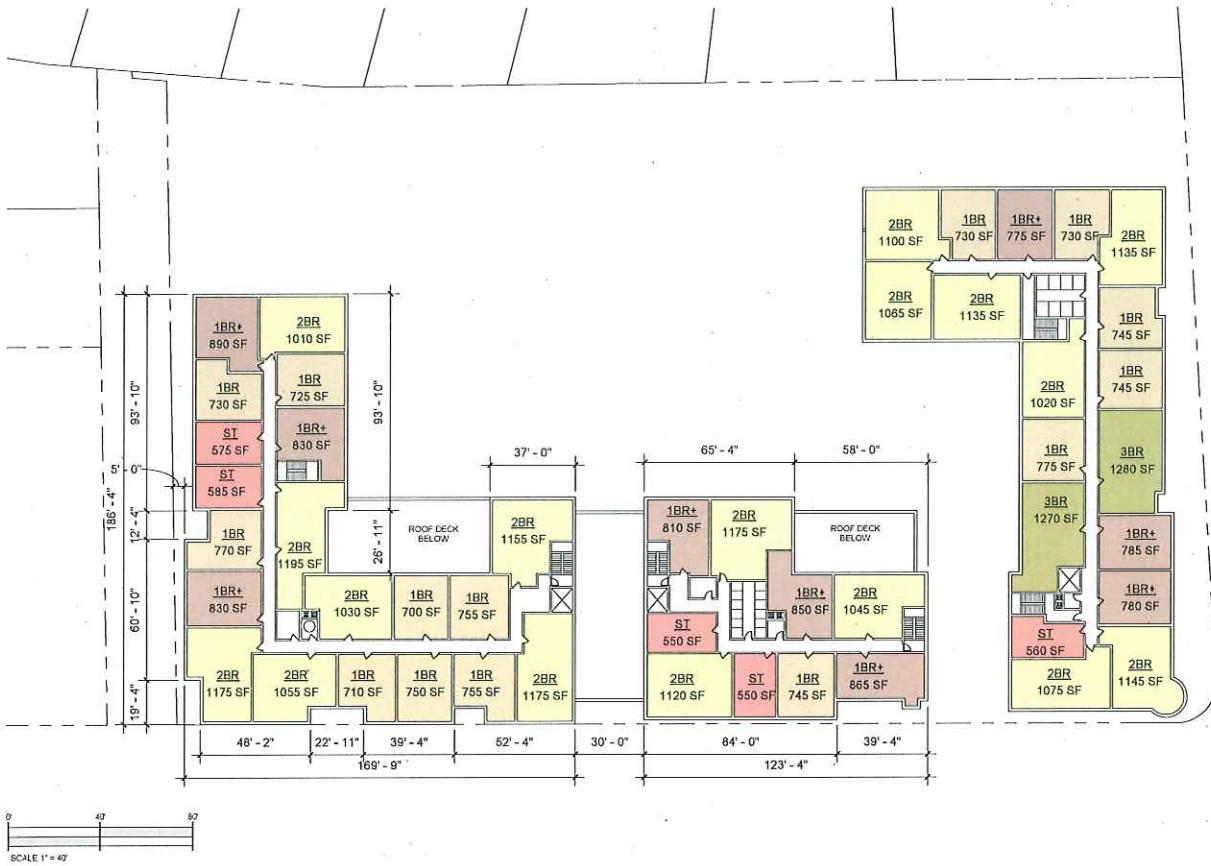 2BR
1100 SF
1BR
730 SF
1BR+
775 SF
1BR
730 SF
2BR
1135 SF
2BR
1065 SF
2BR
1135 SF
1BR
745 SF
1BR
745 SF
2BR
1020 SF
3BR
1280 SF
1BR
775 SF
3BR
1270 SF
1BR+
785 SF
1BR+
780 SF
ST
560 SF
2BR
1075 SF
2BR
1145 SF
1BR+
890 SF
2BR
1010 SF
1BR
730 SF
1BR
725 SF
ST
575 SF
1BR+
830 SF
ST
585 SF
1BR
770 SF
2BR
1195 SF
1BR+
830 SF
2BR
1030 SF
1BR
700 SF
1BR
755 SF
2BR
1155 SF
ROOF DECK
BELOW
2BR
1175 SF
2BR
1055 SF
1BR
710 SF
1BR
750 SF
1BR
755 SF
2BR
1175 SF
1BR+
810 SF
2BR
1175 SF
ROOF DECK
BELOW
1BR+
850 SF
2BR
1045 SF
ST
550 SF
2BR
1120 SF
ST
550 SF
1BR
745 SF
1BR+
865 SF
93' - 10"
93' - 10"
5' - 0"
186' - 4"
12' - 4"
26' - 11"
60' - 10"
19' - 4"
37' - 0"
65' - 4"
58' - 0"
48' - 2"
22' - 11"
39' - 4"
52' - 4"
30' - 0"
84' - 0"
39' - 4"
169' - 9"
123' - 4"
0'
40'
80'
SCALE 1" = 40'